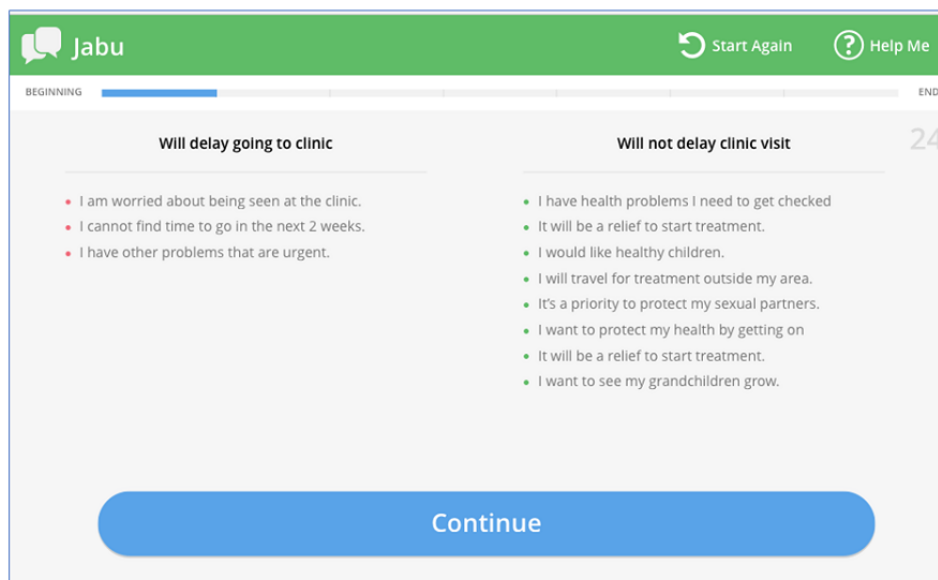 Jabu
Start Again
Help Me
BEGINNING
END
24
Will delay going to clinic
I am worried about being seen at the clinic.
I cannot find time to go in the next 2 weeks.
I have other problems that are urgent.
Will not delay clinic visit
I have health problems I need to get checked
It will be a relief to start treatment.
I would like healthy children.
I will travel for treatment outside my area.
It's a priority to protect my sexual partners.
I want to protect my health by getting on
It will be a relief to start treatment.
I want to see my grandchildren grow.
Continue